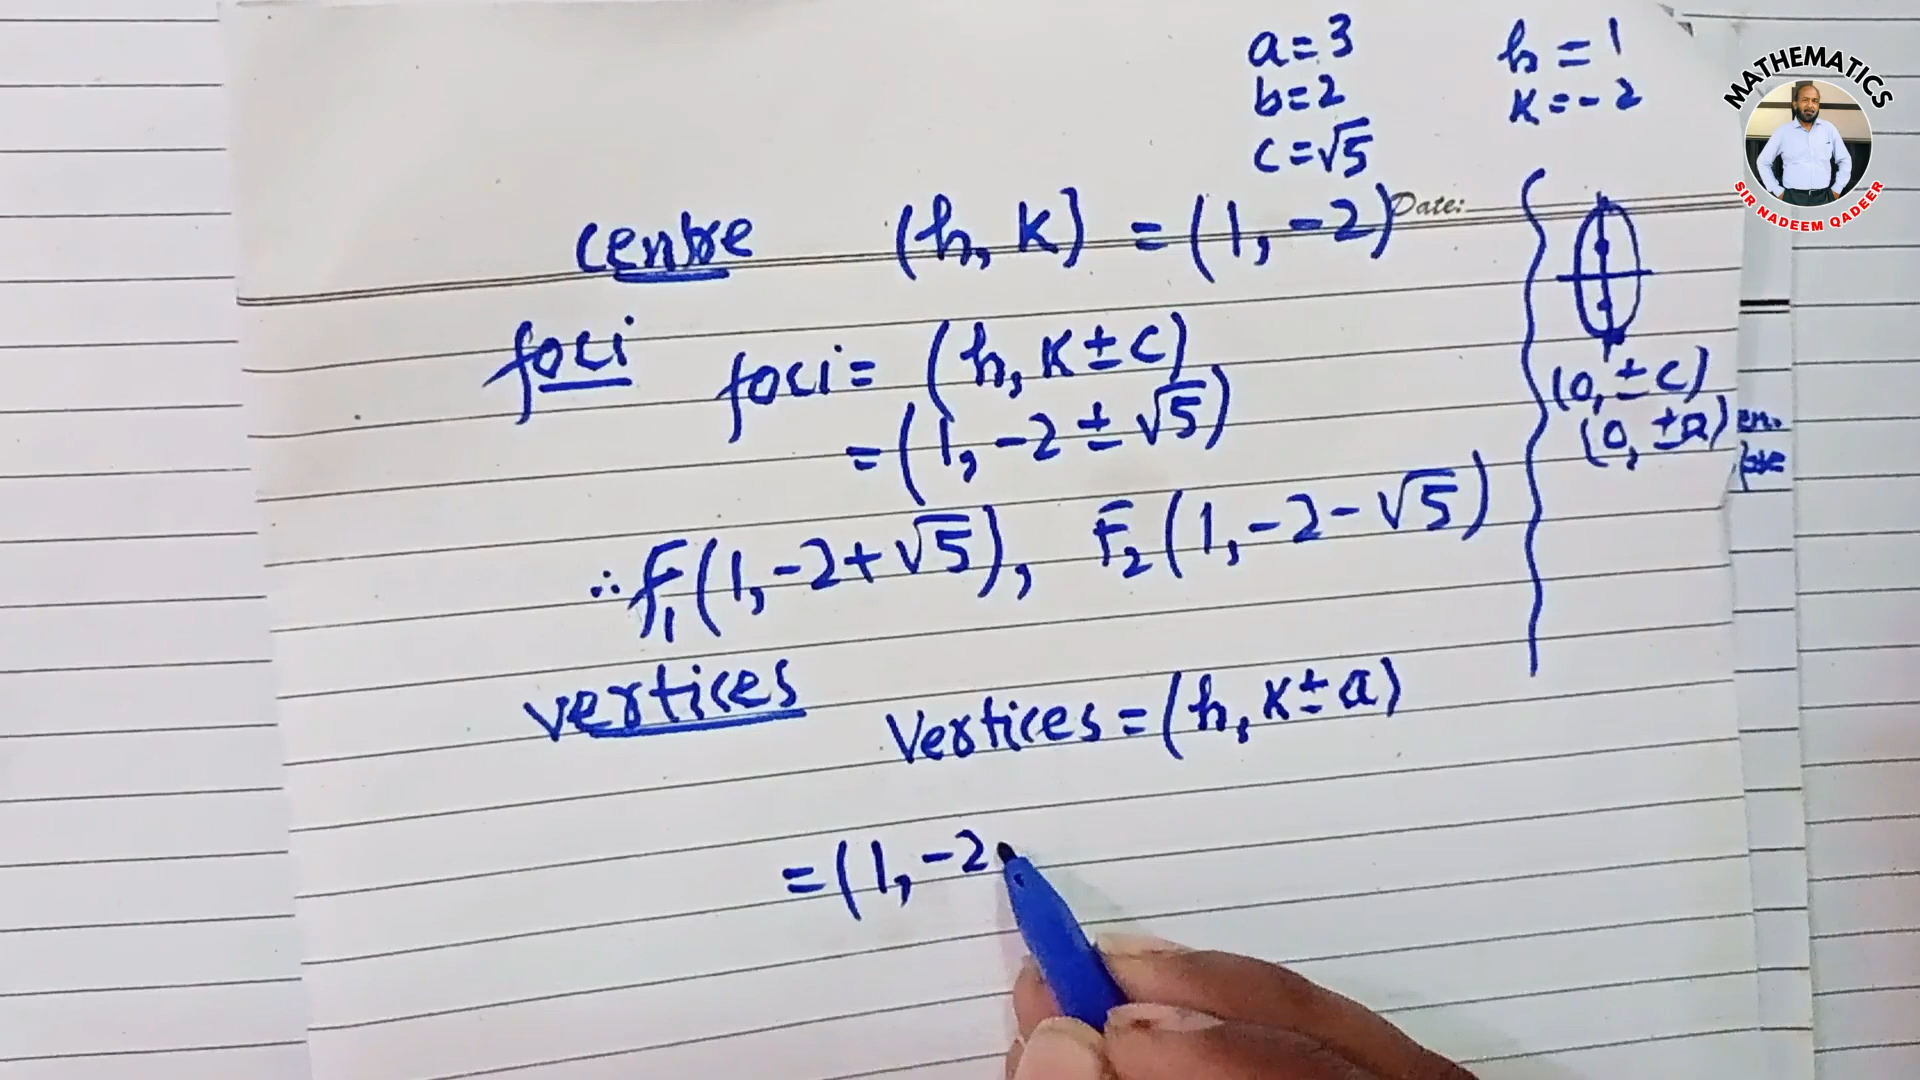 a=3
b=2
c=√5
h=1
k=-2
MATHEMATICS
SIR NADEEM QADEER
Date:
centre (h, k) = (1, -2)
foci foci= (h, k±c)
=(1, -2 ± √5)
∴ F₁(1, -2+√5), F₂(1, -2-√5)
(0, ±c)
(0, ±a)
vertices Vertices = (h, k±a)
=(1, -2